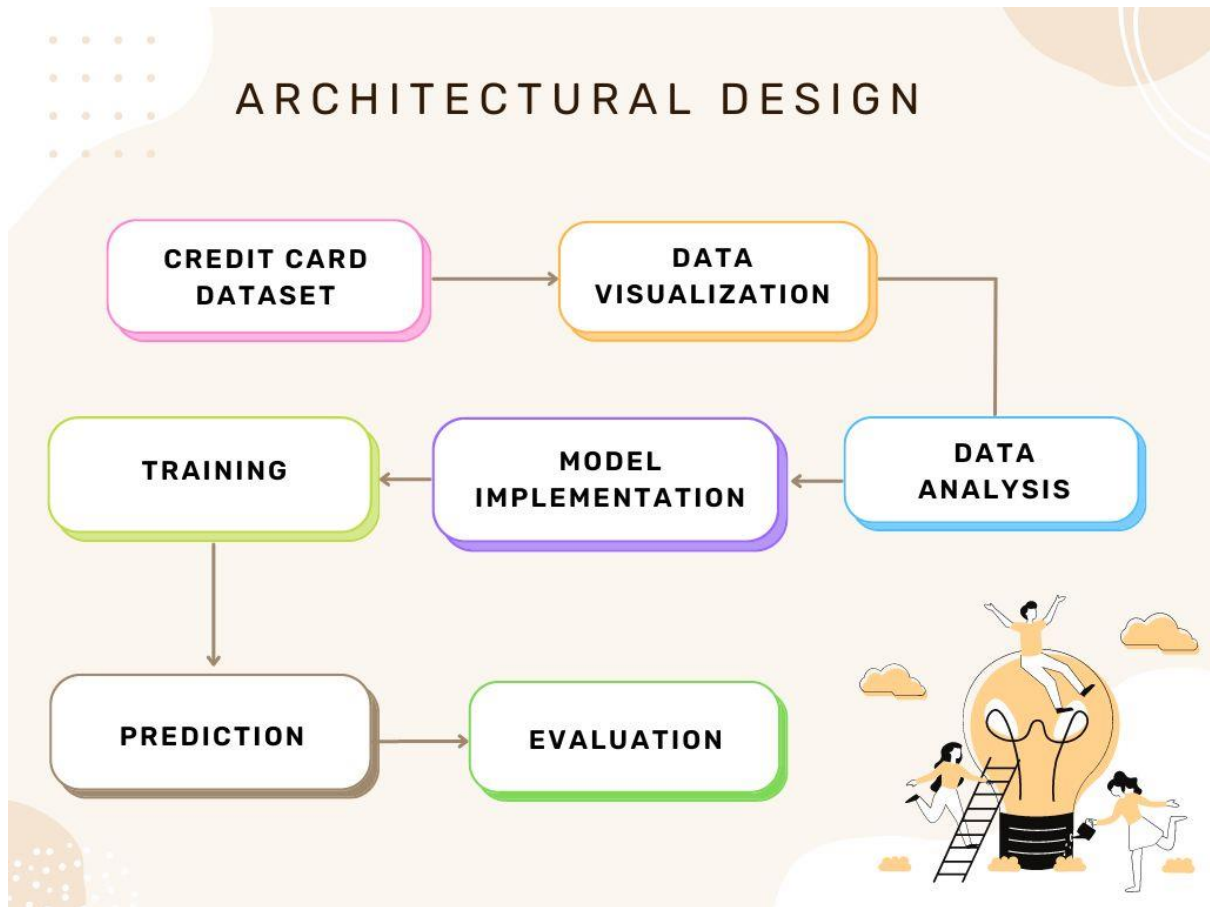 ARCHITECTURAL DESIGN
CREDIT CARD
DATASET
DATA
VISUALIZATION
DATA
ANALYSIS
MODEL
IMPLEMENTATION
TRAINING
PREDICTION
EVALUATION